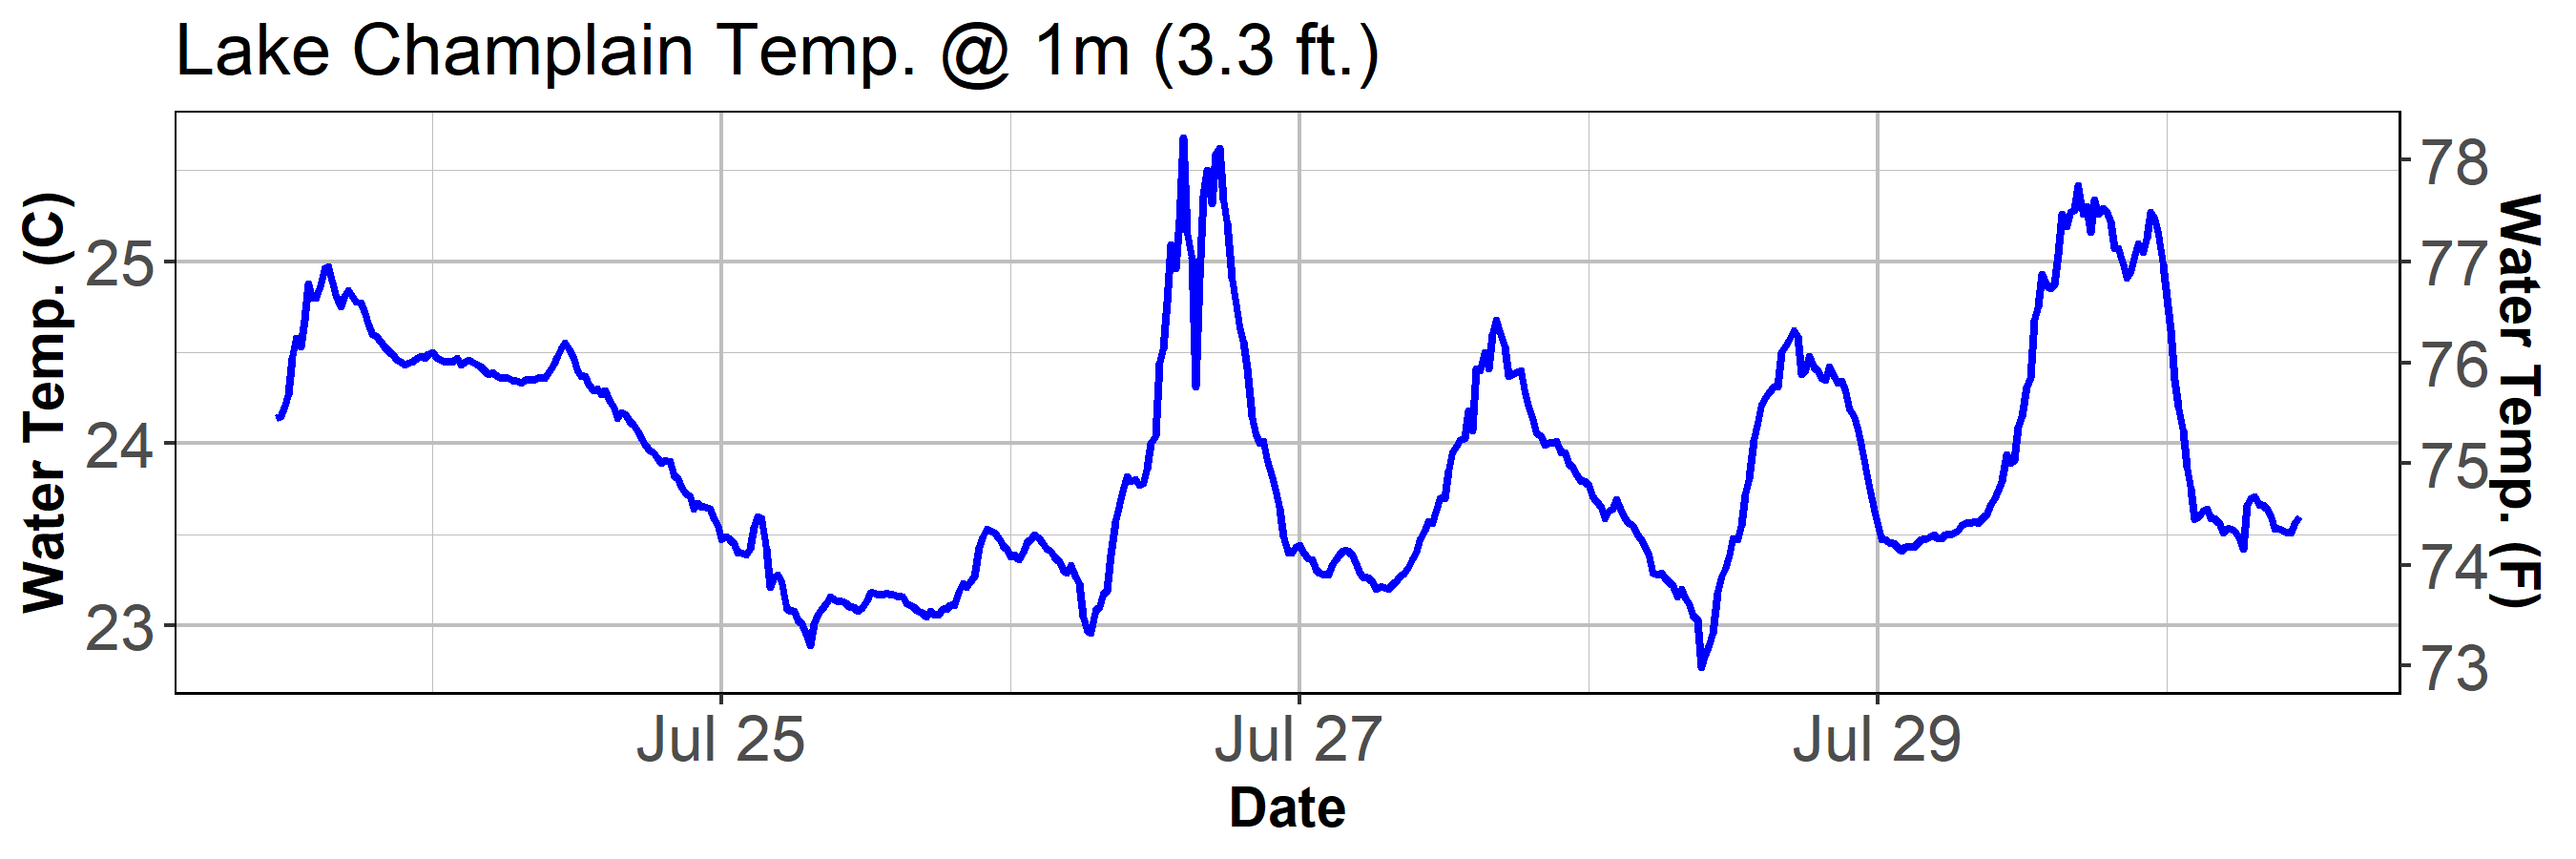 Lake Champlain Temp. @ 1m (3.3 ft.)
Water Temp. (C)
25
24
23
78
77
76
75
74
73
Water Temp. (F)
Jul 25
Jul 27
Jul 29
Date